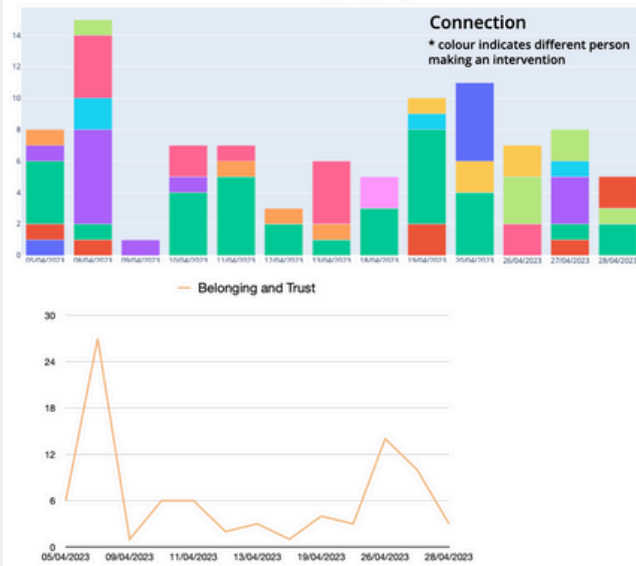 Connection
* colour indicates different person
making an intervention
14
12
10
8
6
4
2
0
05/04/2023 08/04/2023 09/04/2023 10/04/2023 11/04/2023 12/04/2023 13/04/2023 18/04/2023 19/04/2023 20/04/2023 26/04/2023 27/04/2023 28/04/2023
Belonging and Trust
30
24
18
12
6
0
05/04/2023 09/04/2023 11/04/2023 13/04/2023 19/04/2023 26/04/2023 28/04/2023